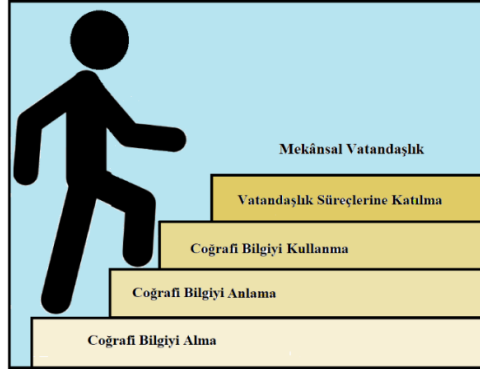 Mekânsal Vatandaşlık
Vatandaşlık Süreçlerine Katılma
Coğrafi Bilgiyi Kullanma
Coğrafi Bilgiyi Anlama
Coğrafi Bilgiyi Alma